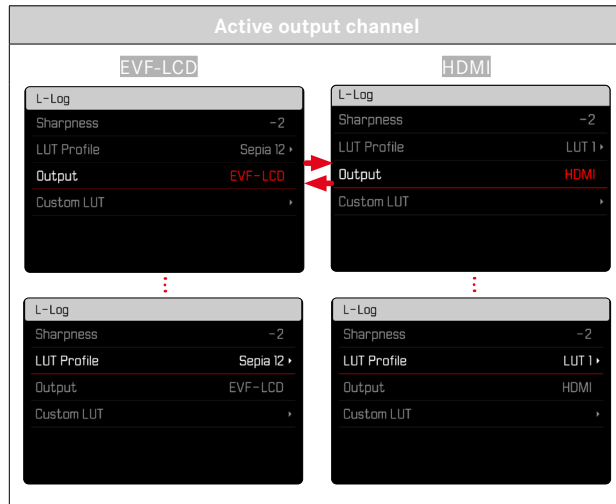 Active output channel
EVF-LCD
L-Log
Sharpness -2
LUT Profile Sepia 12
Output EVF-LCD
Custom LUT
HDMI
L-Log
Sharpness -2
LUT Profile LUT 1
Output HDMI
Custom LUT
L-Log
Sharpness -2
LUT Profile Sepia 12
Output EVF-LCD
Custom LUT
L-Log
Sharpness -2
LUT Profile LUT 1
Output HDMI
Custom LUT